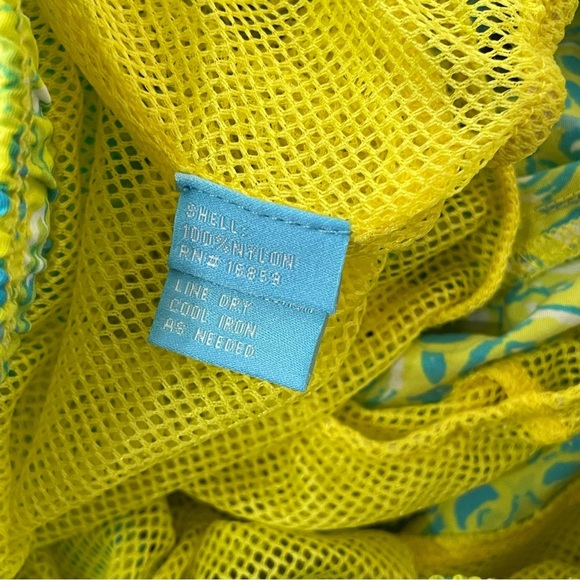 SHELL:
100% NYLON
RN# 16859
LINE DRY
COOL IRON
AS NEEDED